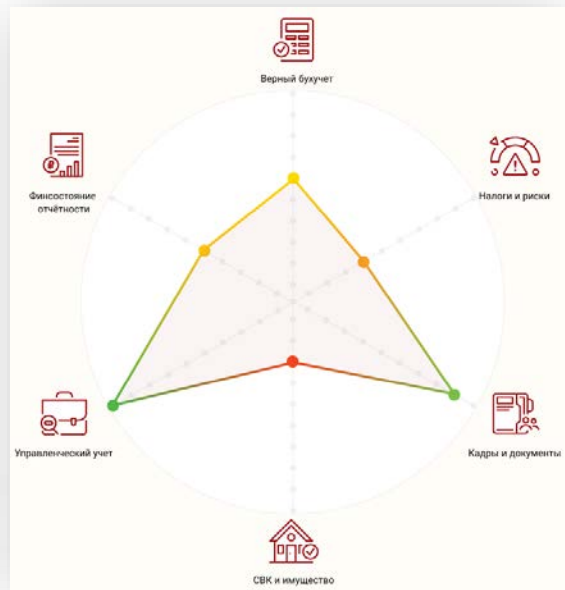 Верный бухучет
Финсостояние
отчётности
Налоги и риски
Управленческий учет
Кадры и документы
СВК и имущество